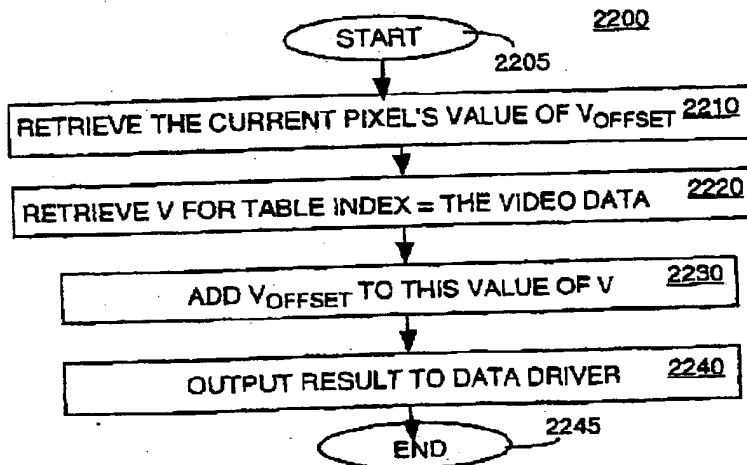 2200
START
2205
RETRIEVE THE CURRENT PIXEL'S VALUE OF VOFFSET 2210
RETRIEVE V FOR TABLE INDEX = THE VIDEO DATA 2220
ADD VOFFSET TO THIS VALUE OF V 2230
OUTPUT RESULT TO DATA DRIVER 2240
END
2245